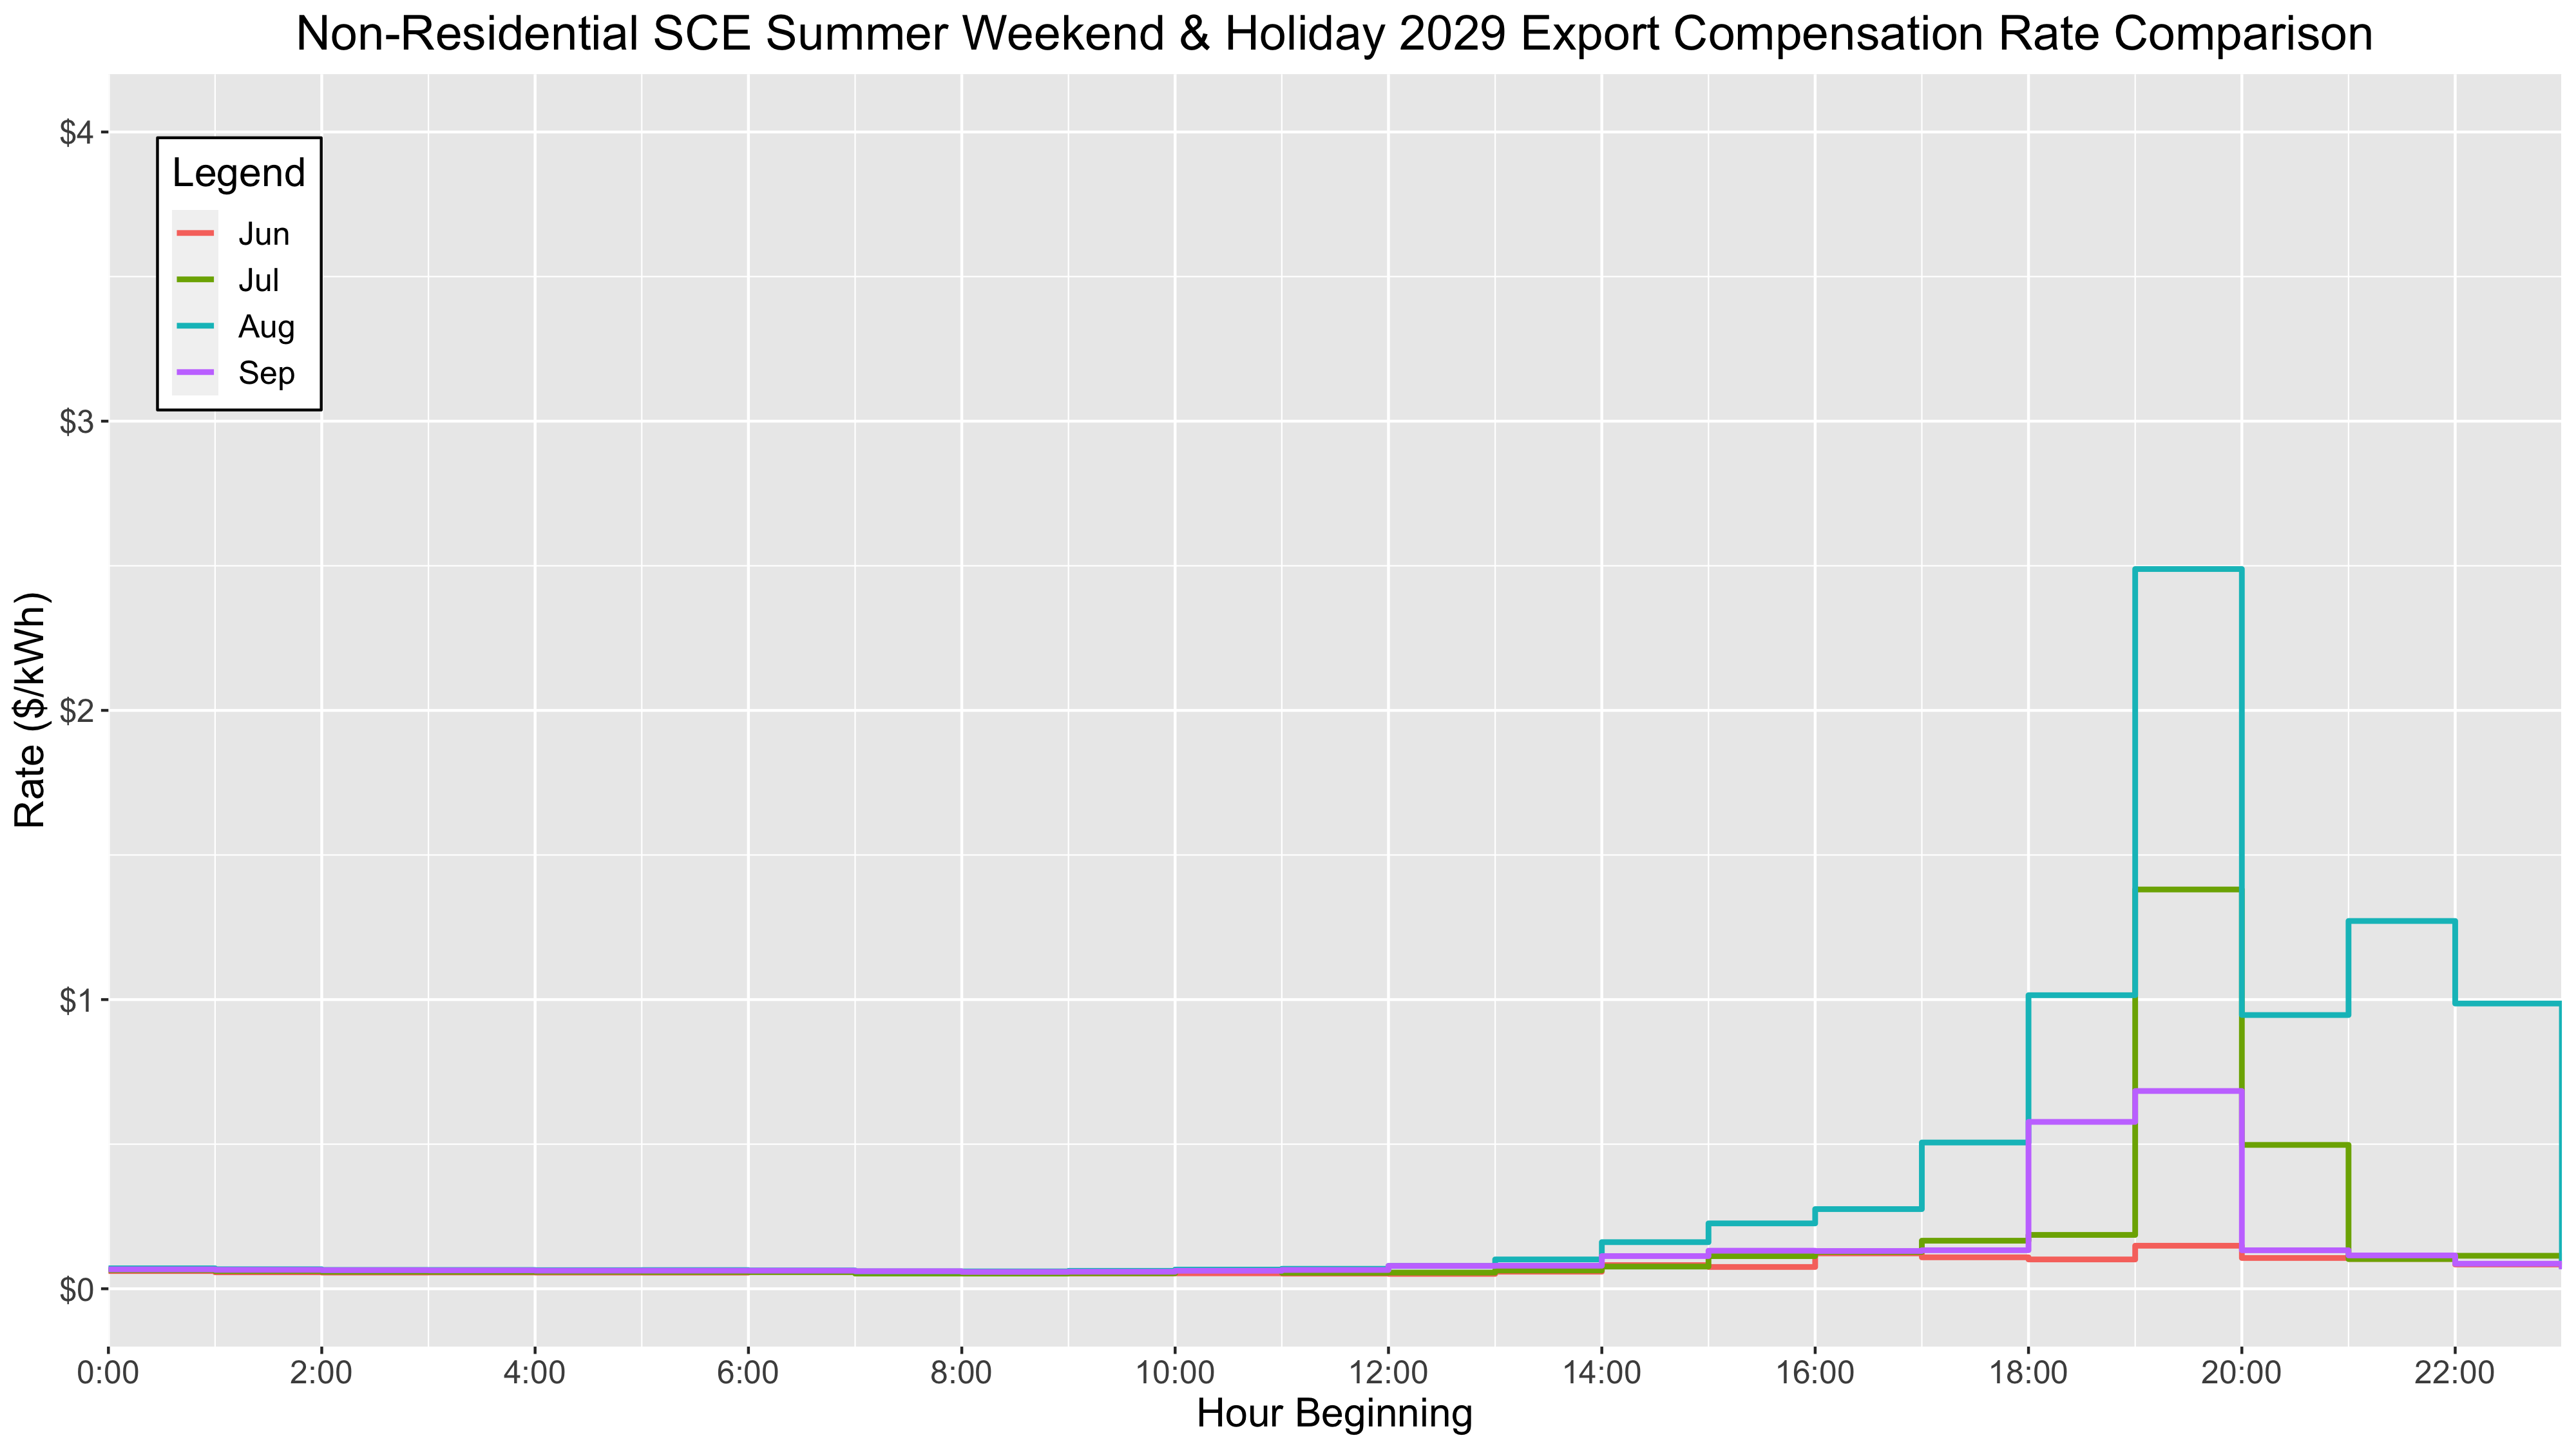 Non-Residential SCE Summer Weekend & Holiday 2029 Export Compensation Rate Comparison
$4
$3
$2
$1
$0
Rate ($/kWh)
Legend
Jun
Jul
Aug
Sep
0:00 2:00 4:00 6:00 8:00 10:00 12:00 14:00 16:00 18:00 20:00 22:00
Hour Beginning